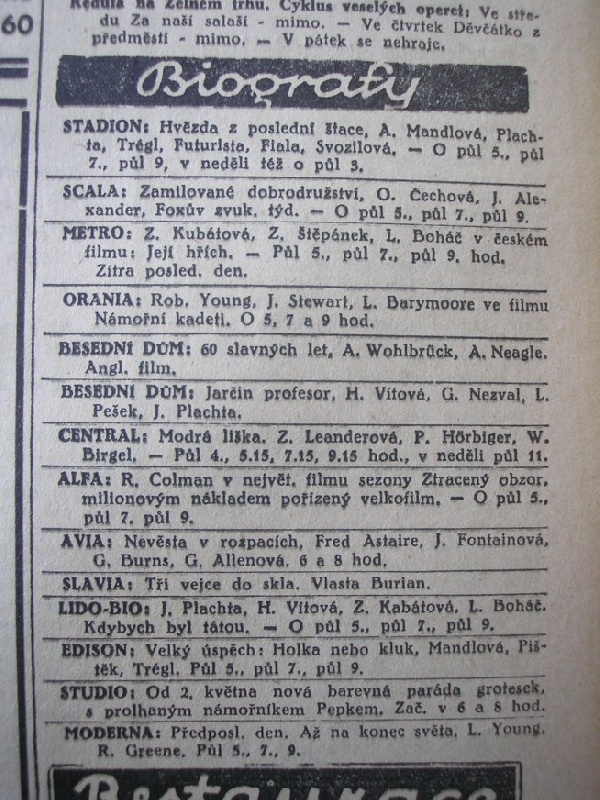 60
Reduta na Zelném trhu. Cyklus veselých operet: Ve stře-
du Za naší salaší - mimo. — Ve čtvrtek Děvčátko z
předměstí - mimo. — V pátek se nehraje.
Biografy
STADION: Hvězda z poslední štace, A. Mandlová, Plach-
ta, Trégl, Futurista, Fiala, Svozilová. — O půl 5., půl
7., půl 9, v neděli též o půl 3.
SCALA: Zamilované dobrodružství, O. Čechová, J. Ale-
xander, Foxův zvuk. týd. — O půl 5., půl 7., půl 9.
METRO: Z. Kubátová, Z. Štěpánek, L. Boháč v českém
filmu: Její hřích. — Půl 5., půl 7., půl 9. hod.
Zítra posled. den.
ORANIA: Rob. Young, J. Stewart, L. Barymoore ve filmu
Námořní kadeti. O 5, 7 a 9 hod.
BESEDNÍ DŮM: 60 slavných let, A. Wohlbrück, A. Neagle.
Angl. film.
BESEDNÍ DŮM: Jarčin profesor, H. Vítová, G. Nezval, L.
Pešek, J. Plachta.
CENTRAL: Modrá liška. Z. Leanderová, P. Hörbiger, W.
Birgel. — Půl 4., 5.15, 7.15, 9.15 hod., v neděli půl 11.
ALFA: R. Colman v největ. filmu sezony Ztracený obzor,
milionovým nákladem pořízený velkofilm. — O půl 5.,
půl 7. půl 9.
AVIA: Nevěsta v rozpacích, Fred Astaire, J. Fontainová,
G. Burns, G. Allenová. 6 a 8 hod.
SLAVIA: Tři vejce do skla. Vlasta Burian.
LIDO-BIO: J. Plachta, H. Vítová, Z. Kabátová, L. Boháč.
Kdybych byl tátou. — O půl 5., půl 7., půl 9.
EDISON: Velký úspěch: Holka nebo kluk, Mandlová, Piš-
těk, Trégl. Půl 5., půl 7., půl 9.
STUDIO: Od 2. května nová barevná paráda grotesek,
s prolhaným námořníkem Pepkem. Zač. v 6 a 8 hod.
MODERNA: Předposl. den. Až na konec světa, L. Young,
R. Greene. Půl 5., 7., 9.
Restaurace